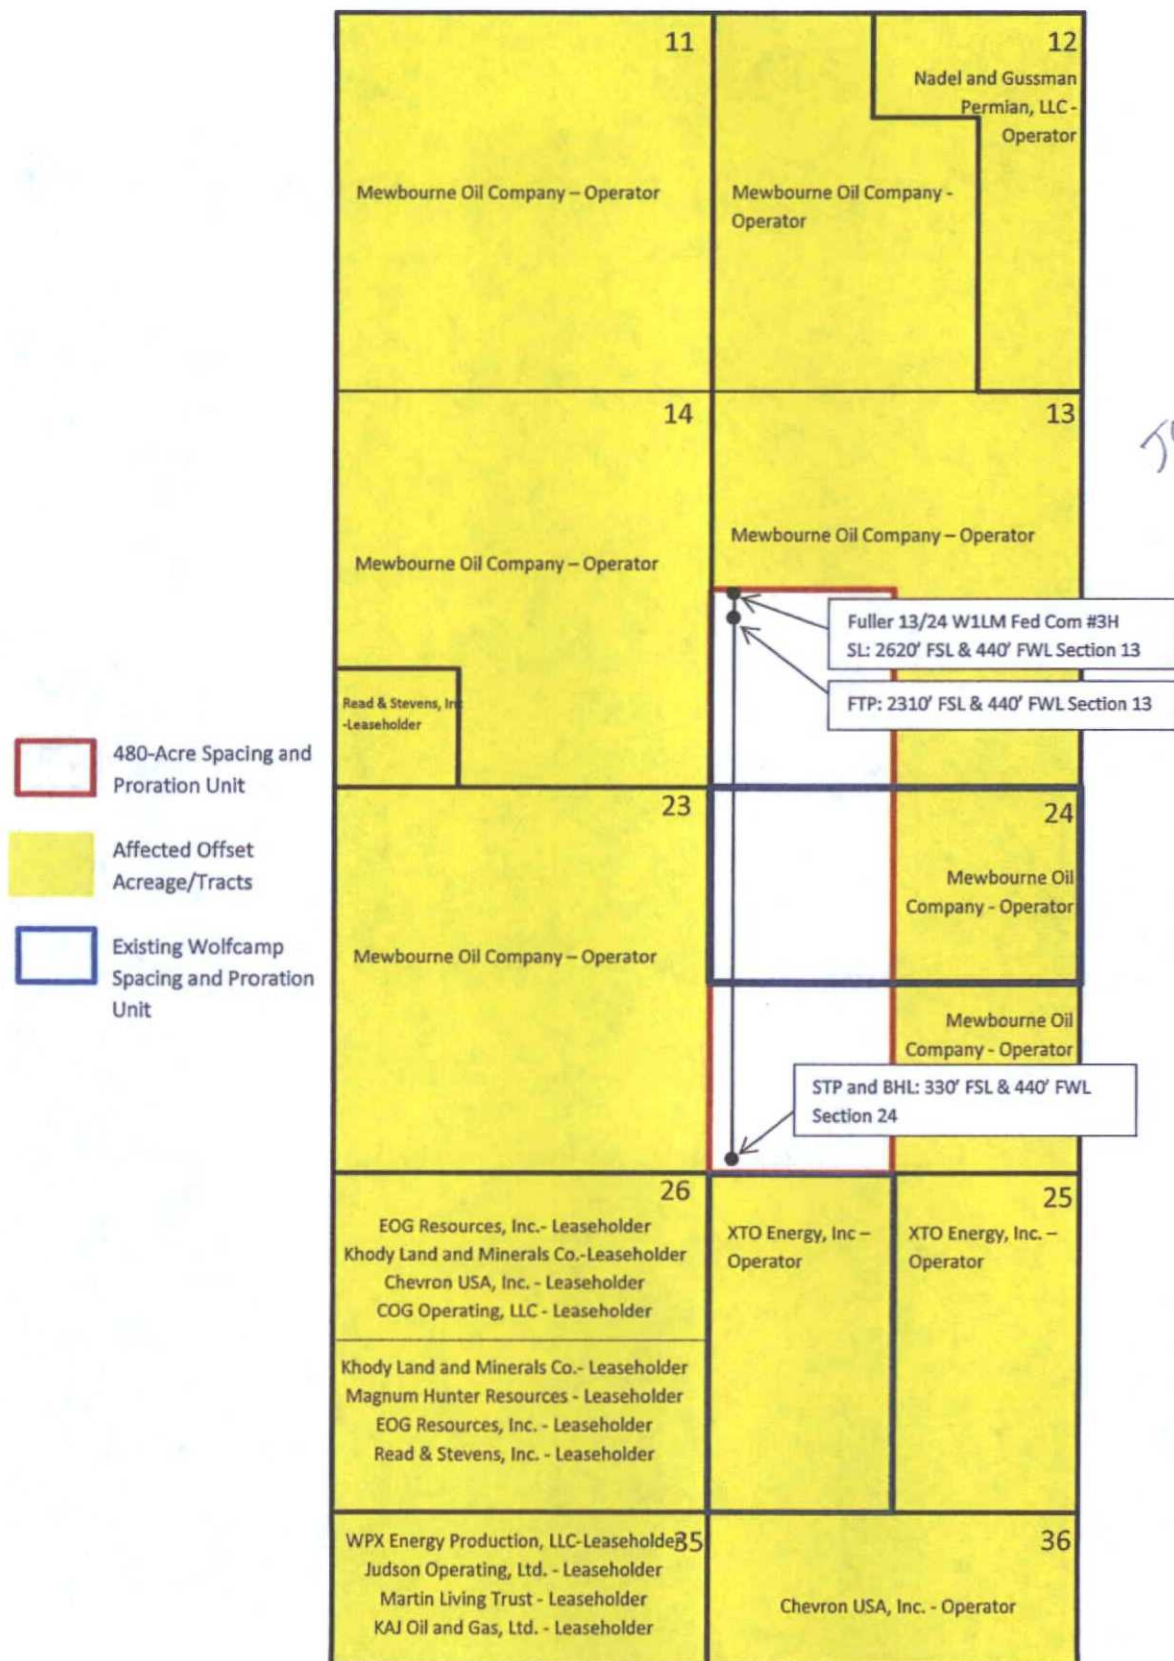 11
12
Nadel and Gussman
Permian, LLC -
Operator
Mewbourne Oil Company – Operator
Mewbourne Oil Company -
Operator
14
13
Mewbourne Oil Company – Operator
Mewbourne Oil Company – Operator
Fuller 13/24 W1LM Fed Com #3H
SL: 2620' FSL & 440' FWL Section 13
FTP: 2310' FSL & 440' FWL Section 13
Read & Stevens, Inc
-Leaseholder
480-Acre Spacing and
Proration Unit
Affected Offset
Acreage/Tracts
Existing Wolfcamp
Spacing and Proration
Unit
23
24
Mewbourne Oil
Company - Operator
Mewbourne Oil Company – Operator
Mewbourne Oil
Company - Operator
STP and BHL: 330' FSL & 440' FWL
Section 24
26
EOG Resources, Inc.- Leaseholder
Khody Land and Minerals Co.-Leaseholder
Chevron USA, Inc. - Leaseholder
COG Operating, LLC - Leaseholder
Khody Land and Minerals Co.- Leaseholder
Magnum Hunter Resources - Leaseholder
EOG Resources, Inc. - Leaseholder
Read & Stevens, Inc. - Leaseholder
XTO Energy, Inc –
Operator
25
XTO Energy, Inc. –
Operator
35
WPX Energy Production, LLC-Leaseholder
Judson Operating, Ltd. - Leaseholder
Martin Living Trust - Leaseholder
KAJ Oil and Gas, Ltd. - Leaseholder
36
Chevron USA, Inc. - Operator